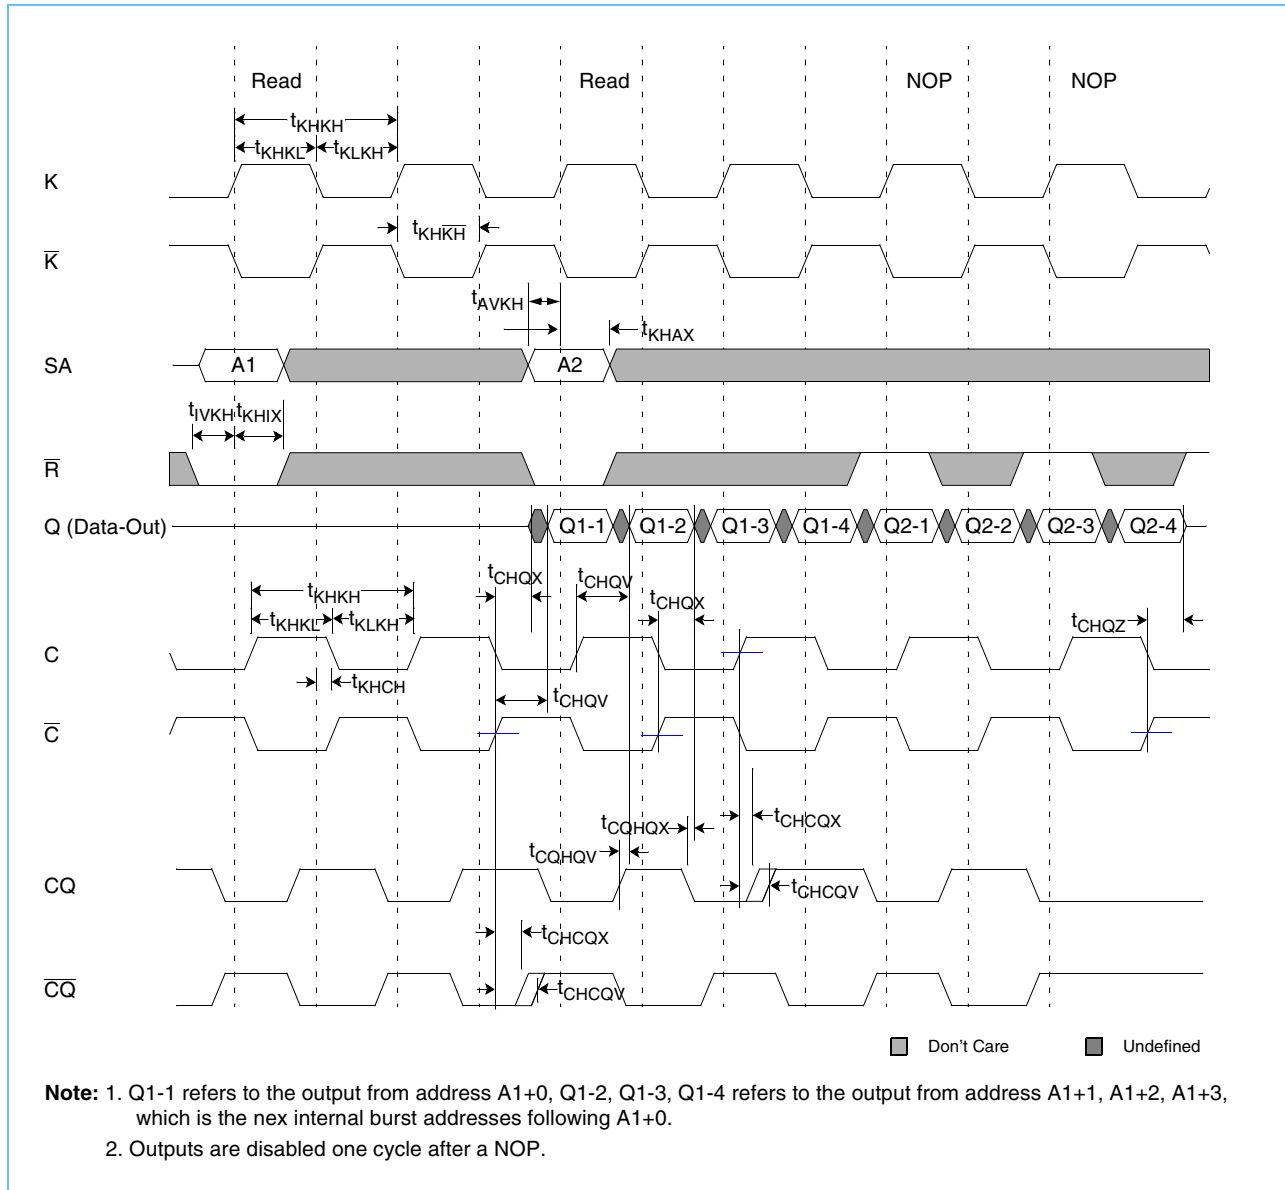 Read Read NOP NOP
tKHKH
tKHKL tKLKH
K
tKHK̅H̅
K̅
tAVKH
tKHAX
SA A1 A2
tIVKH tKHIX
R̅
Q (Data-Out) Q1-1 Q1-2 Q1-3 Q1-4 Q2-1 Q2-2 Q2-3 Q2-4
tCHQX tCHQV
tKHKH tCHQX
tKHKL tKLKH tCHQZ
C
tKHCH tCHQV
C̅
tCHCQX
tCQHQX
tCQHQV
CQ tCHCQV
tCHCQX
C̅Q̅ tCHCQV
Don't Care Undefined
Note: 1. Q1-1 refers to the output from address A1+0, Q1-2, Q1-3, Q1-4 refers to the output from address A1+1, A1+2, A1+3,
which is the nex internal burst addresses following A1+0.
2. Outputs are disabled one cycle after a NOP.